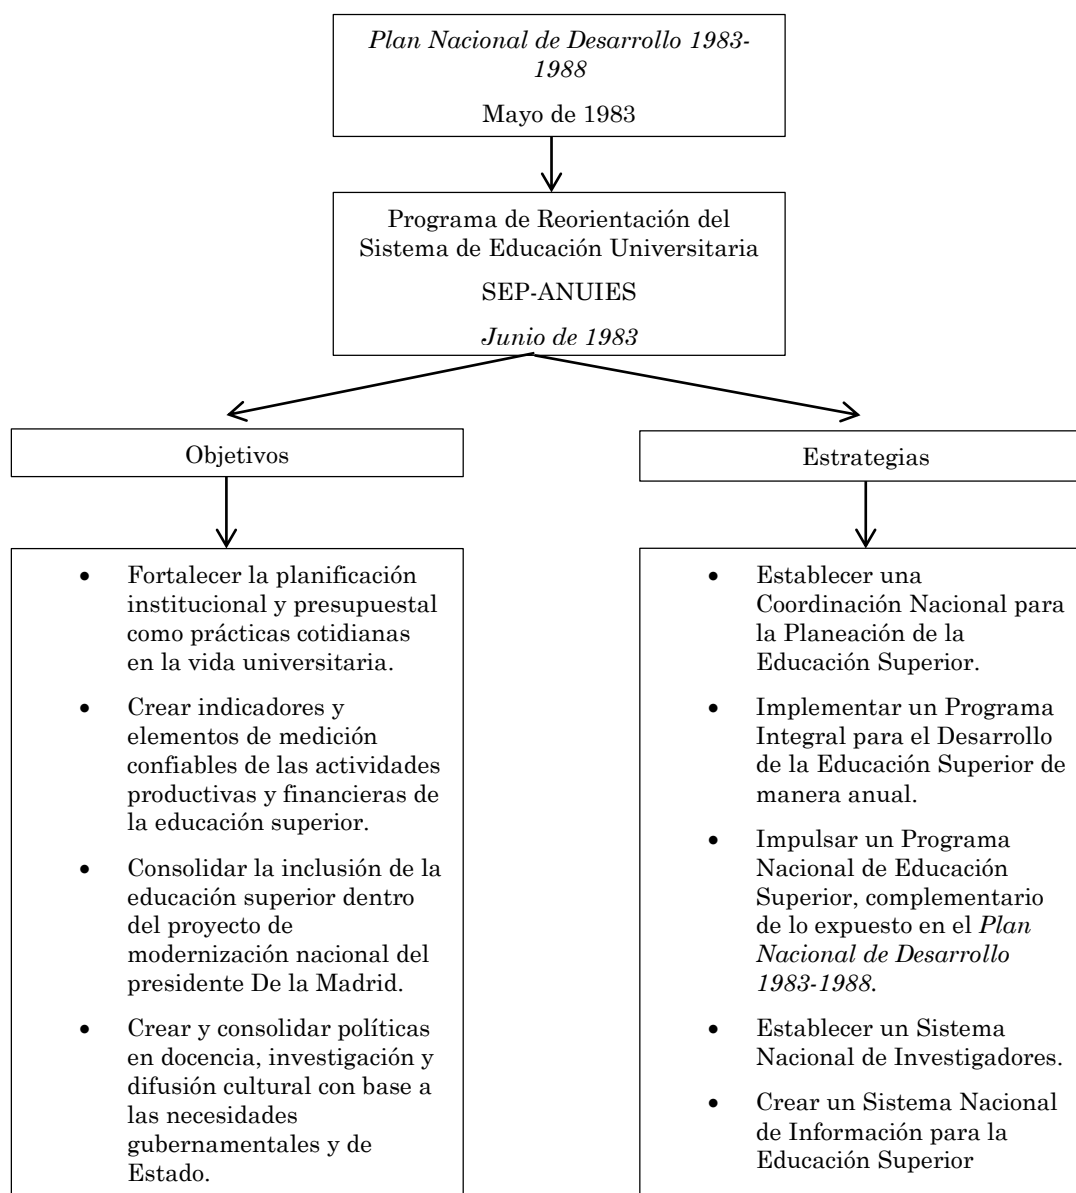 Plan Nacional de Desarrollo 1983-
1988
Mayo de 1983
Programa de Reorientación del
Sistema de Educación Universitaria
SEP-ANUIES
Junio de 1983
Objetivos
Estrategias
• Fortalecer la planificación
institucional y presupuestal
como prácticas cotidianas
en la vida universitaria.
• Crear indicadores y
elementos de medición
confiables de las actividades
productivas y financieras de
la educación superior.
• Consolidar la inclusión de la
educación superior dentro
del proyecto de
modernización nacional del
presidente De la Madrid.
• Crear y consolidar políticas
en docencia, investigación y
difusión cultural con base a
las necesidades
gubernamentales y de
Estado.
• Establecer una
Coordinación Nacional para
la Planeación de la
Educación Superior.
• Implementar un Programa
Integral para el Desarrollo
de la Educación Superior de
manera anual.
• Impulsar un Programa
Nacional de Educación
Superior, complementario
de lo expuesto en el Plan
Nacional de Desarrollo
1983-1988.
• Establecer un Sistema
Nacional de Investigadores.
• Crear un Sistema Nacional
de Información para la
Educación Superior